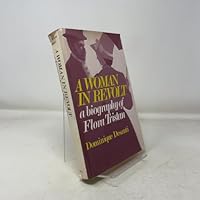 A WOMAN
IN REVOLT
a biography of
Flora Tristan
Dominique Desanti
A WOMAN IN REVOLT